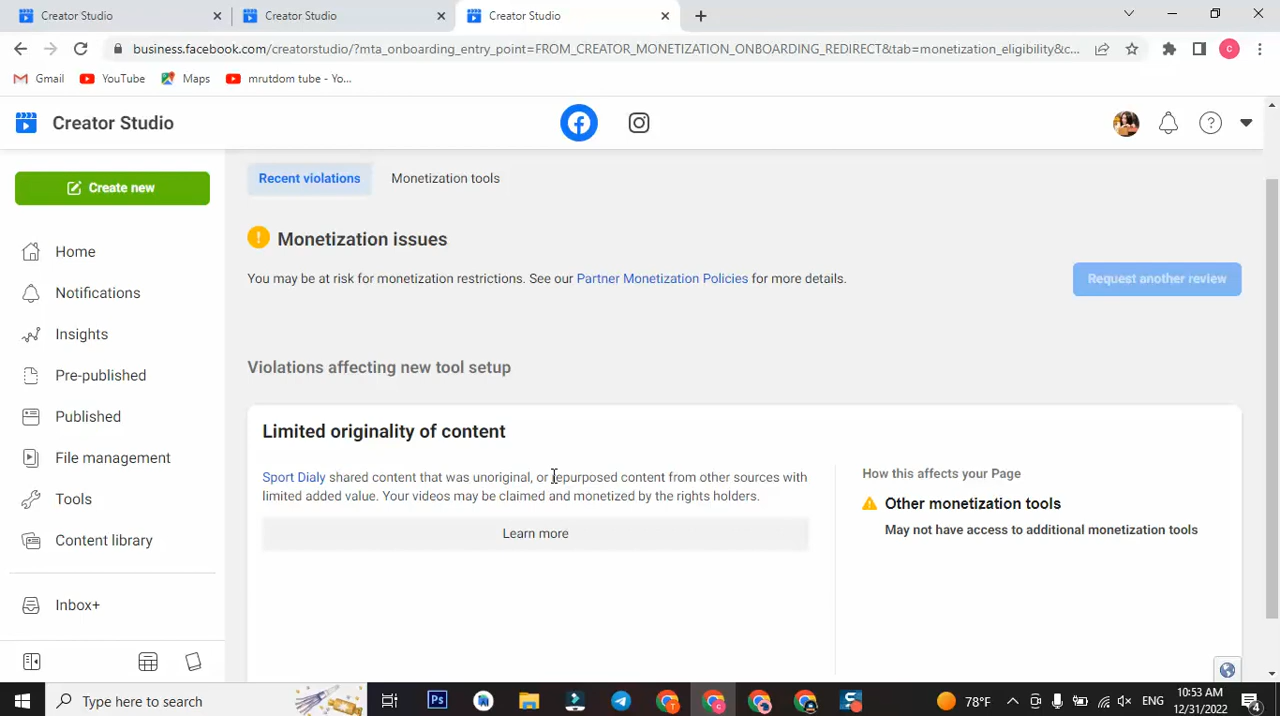 Creator Studio
Creator Studio
Creator Studio
business.facebook.com/creatorstudio/?mta_onboarding_entry_point=FROM_CREATOR_MONETIZATION_ONBOARDING_REDIRECT&tab=monetization_eligibility&c...
C
Gmail
YouTube
Maps
mrutdom tube - Yo...
Creator Studio
Create new
Home
Notifications
Insights
Pre-published
Published
File management
Tools
Content library
Inbox+
Recent violations
Monetization tools
Monetization issues
You may be at risk for monetization restrictions. See our Partner Monetization Policies for more details.
Request another review
Violations affecting new tool setup
Limited originality of content
Sport Dialy shared content that was unoriginal, or repurposed content from other sources with
limited added value. Your videos may be claimed and monetized by the rights holders.
Learn more
How this affects your Page
Other monetization tools
May not have access to additional monetization tools
Type here to search
Ps
78°F
ENG
10:53 AM
12/31/2022
4